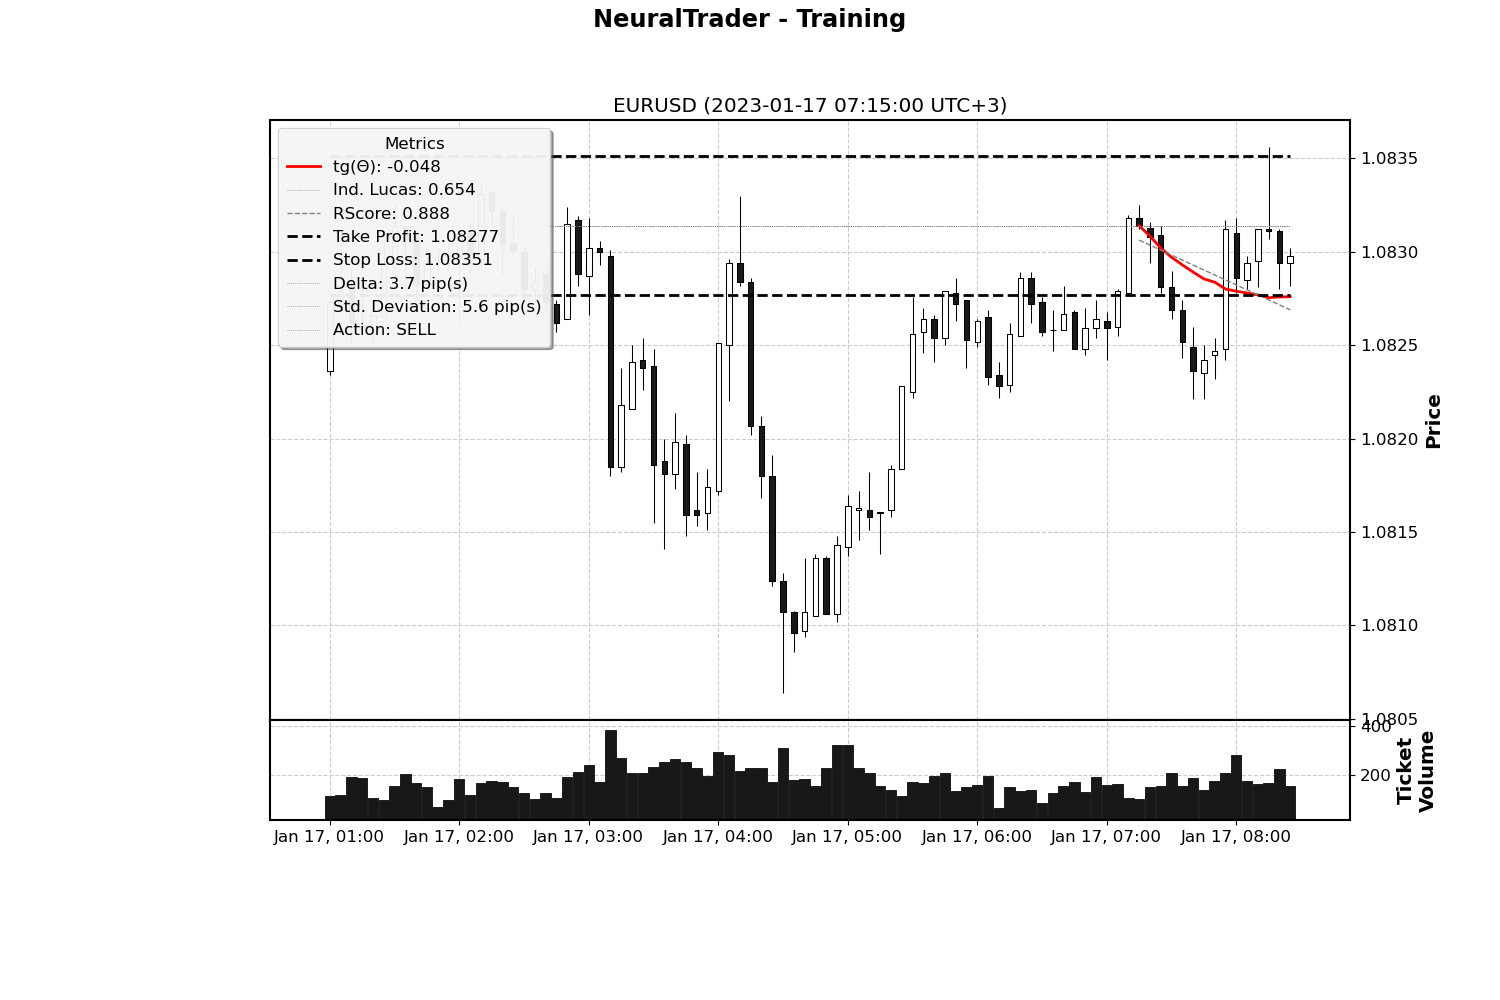 NeuralTrader - Training
EURUSD (2023-01-17 07:15:00 UTC+3)
Metrics
tg(Θ): -0.048
Ind. Lucas: 0.654
RScore: 0.888
Take Profit: 1.08277
Stop Loss: 1.08351
Delta: 3.7 pip(s)
Std. Deviation: 5.6 pip(s)
Action: SELL
1.0835
1.0830
1.0825
1.0820
1.0815
1.0810
1.0805
Price
400
200
Ticket
Volume
Jan 17, 01:00
Jan 17, 02:00
Jan 17, 03:00
Jan 17, 04:00
Jan 17, 05:00
Jan 17, 06:00
Jan 17, 07:00
Jan 17, 08:00